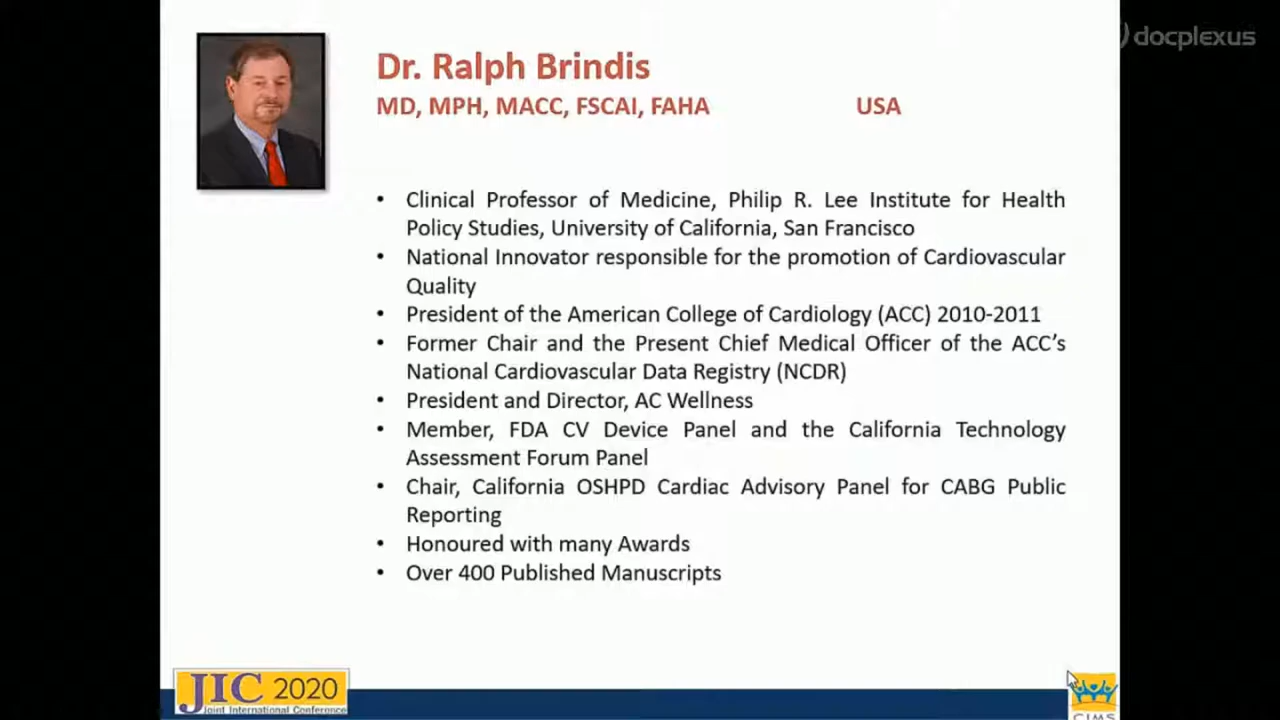 docplexus
Dr. Ralph Brindis
MD, MPH, MACC, FSCAI, FAHA USA
• Clinical Professor of Medicine, Philip R. Lee Institute for Health
Policy Studies, University of California, San Francisco
• National Innovator responsible for the promotion of Cardiovascular
Quality
• President of the American College of Cardiology (ACC) 2010-2011
• Former Chair and the Present Chief Medical Officer of the ACC’s
National Cardiovascular Data Registry (NCDR)
• President and Director, AC Wellness
• Member, FDA CV Device Panel and the California Technology
Assessment Forum Panel
• Chair, California OSHPD Cardiac Advisory Panel for CABG Public
Reporting
• Honoured with many Awards
• Over 400 Published Manuscripts
JIC 2020
Joint International Conference
CIMS